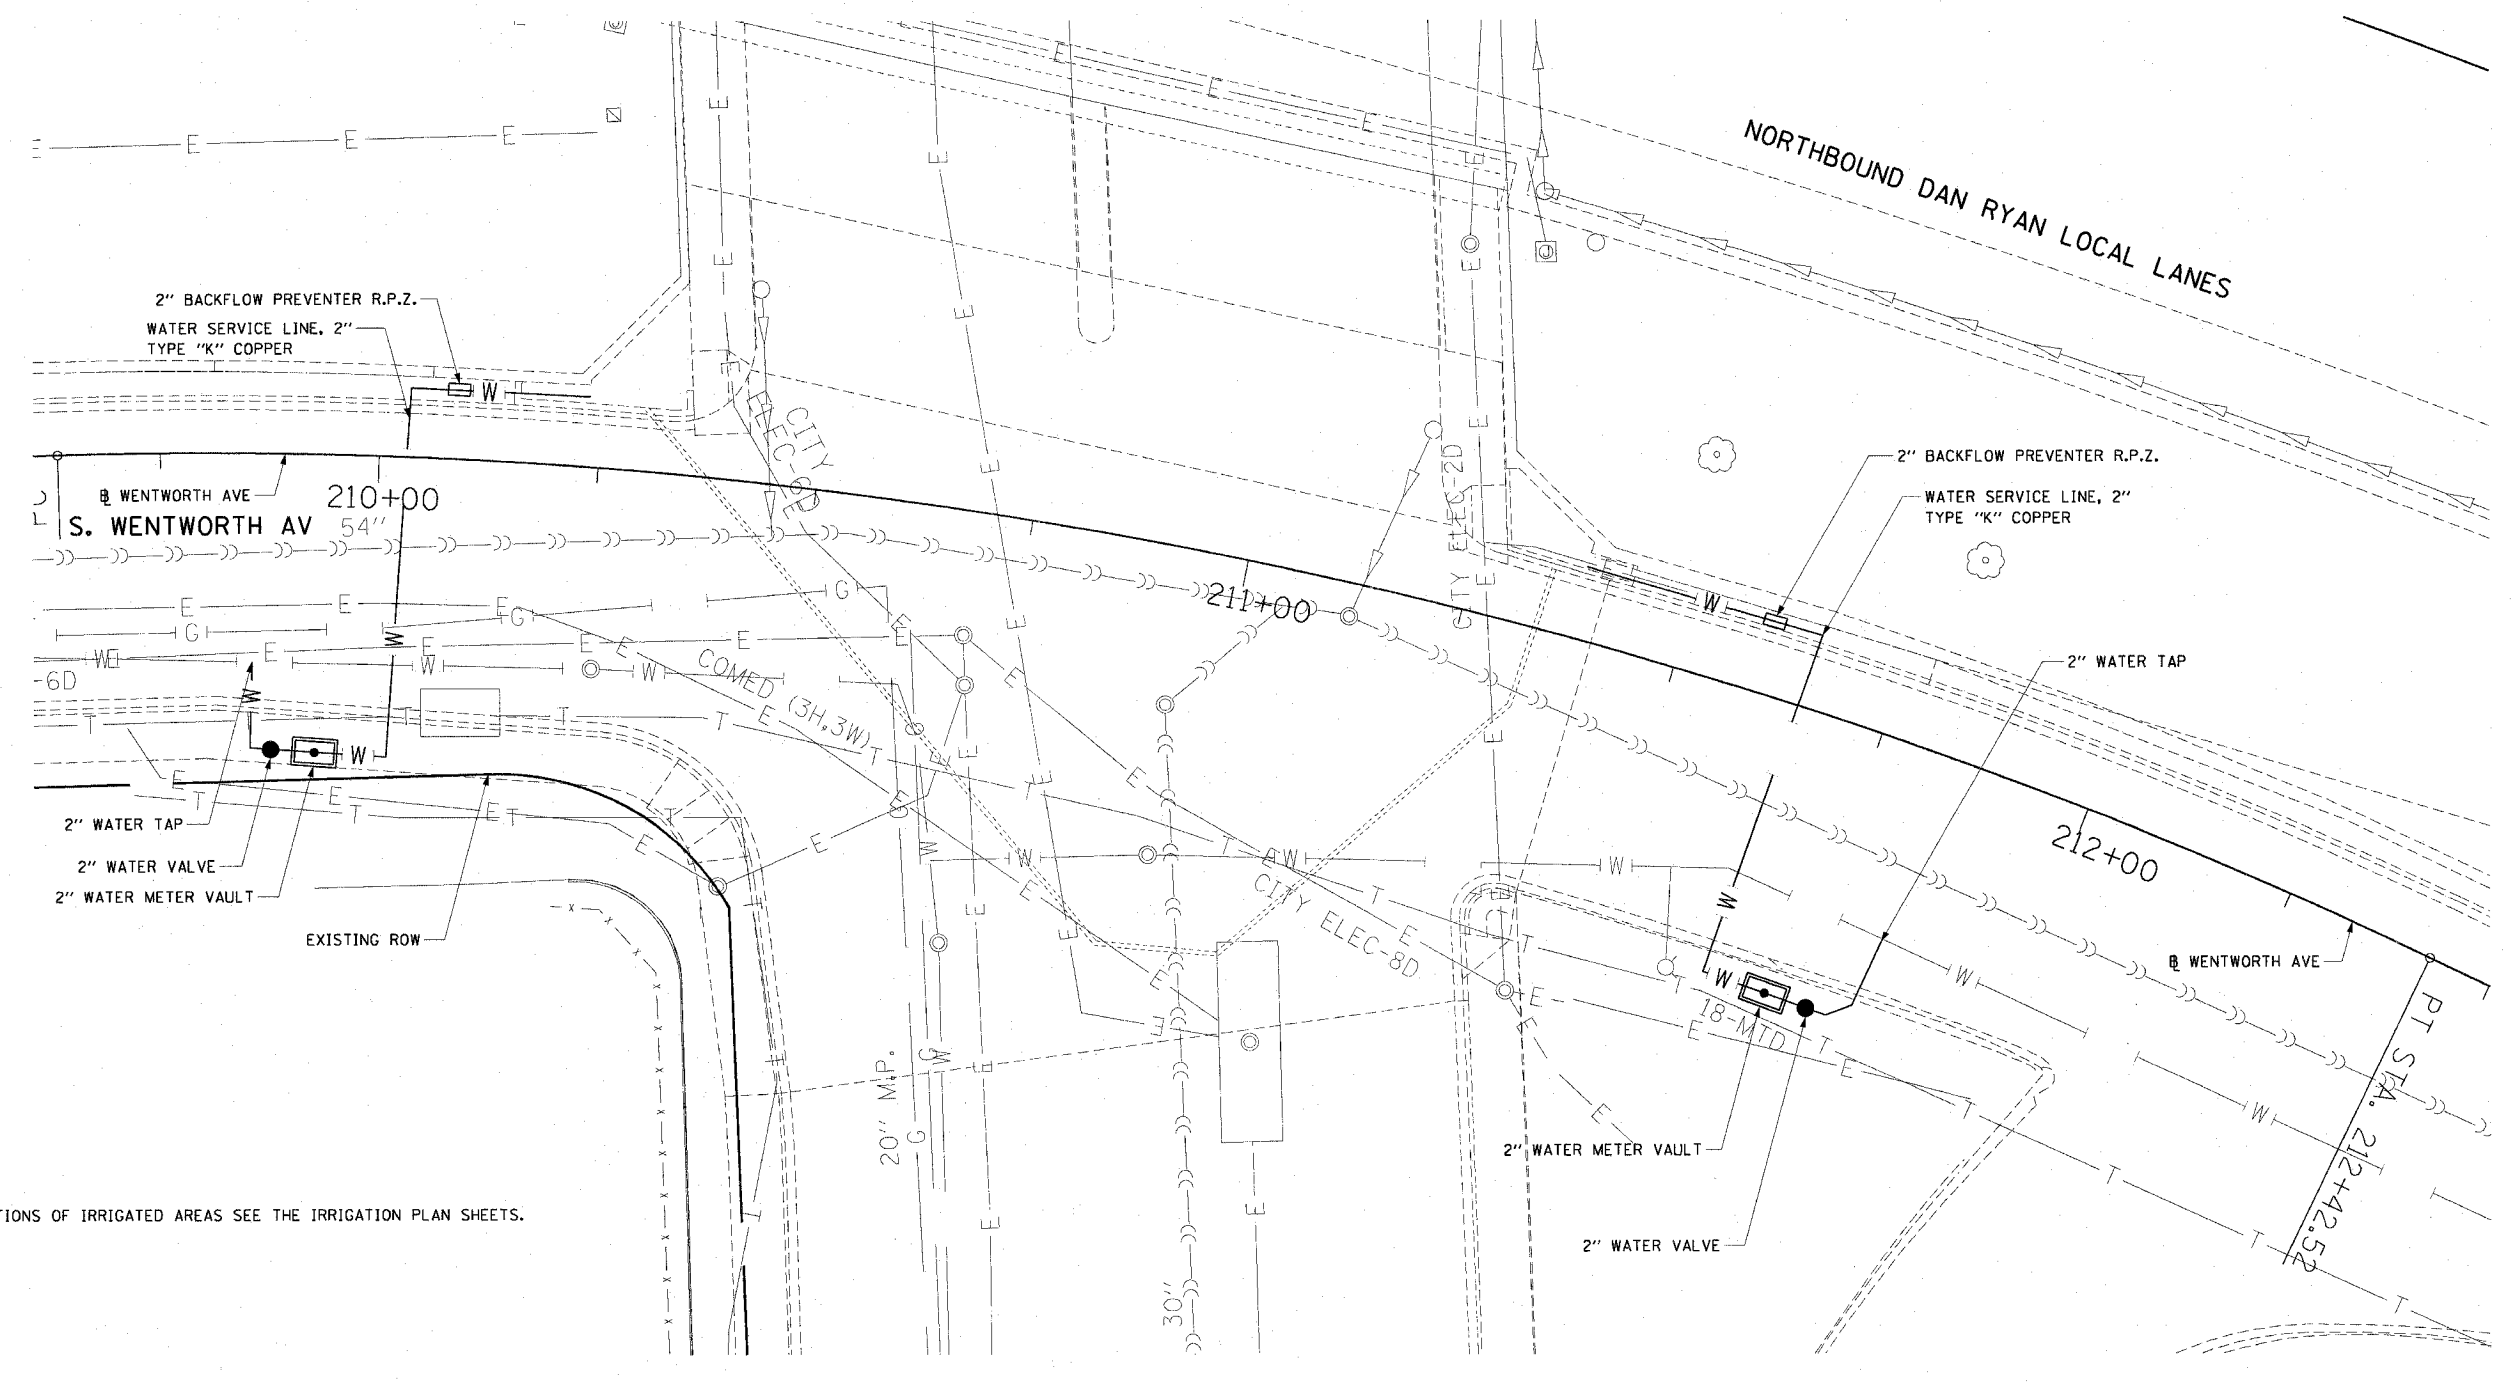 NORTHBOUND DAN RYAN LOCAL LANES
2" BACKFLOW PREVENTER R.P.Z.
WATER SERVICE LINE, 2"
TYPE "K" COPPER
℄ WENTWORTH AVE
210+00
S. WENTWORTH AV
54"
CITY
ELEC-6D
CITY ELEC-2D
2" BACKFLOW PREVENTER R.P.Z.
WATER SERVICE LINE, 2"
TYPE "K" COPPER
211+00
2" WATER TAP
-6D
COMED (3H,3W)
2" WATER TAP
2" WATER VALVE
2" WATER METER VAULT
EXISTING ROW
CITY ELEC-8D
212+00
℄ WENTWORTH AVE
18-MTD
PT STA. 212+42.52
20" M.P.
2" WATER METER VAULT
2" WATER VALVE
30"
TIONS OF IRRIGATED AREAS SEE THE IRRIGATION PLAN SHEETS.